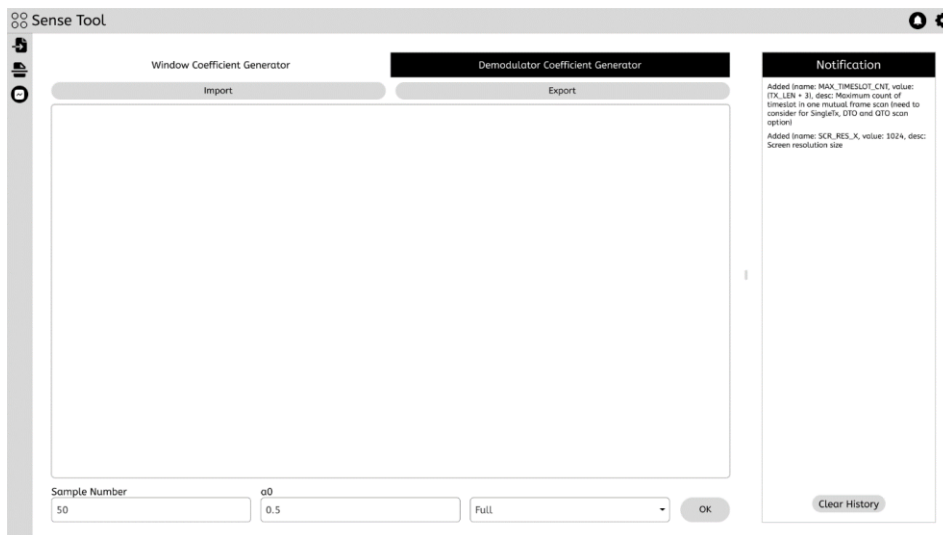 Sense Tool
Window Coefficient Generator
Demodulator Coefficient Generator
Import
Export
Sample Number
50
α0
0.5
Full
OK
Notification
Added {name: MAX_TIMESLOT_CNT, value:
(TX_LEN + 3), desc: Maximum count of
timeslot in one mutual frame scan (need to
consider for SingleTx, DTO and QTO scan
option}
Added {name: SCR_RES_X, value: 1024, desc:
Screen resolution size
Clear History